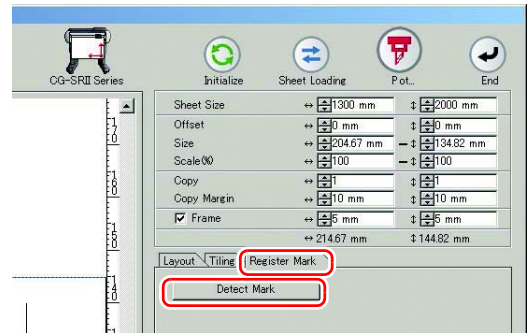 CG-SRII Series
Initialize
Sheet Loading
Pot...
End
Sheet Size ↔ 1300 mm ↕ 2000 mm
Offset ↔ 0 mm ↕ 0 mm
Size ↔ 204.67 mm ↕ 134.82 mm
Scale(%) ↔ 100 ↕ 100
Copy ↔ 1 ↕ 1
Copy Margin ↔ 10 mm ↕ 10 mm
Frame ↔ 5 mm ↕ 5 mm
↔ 214.67 mm ↕ 144.82 mm
Layout Tiling Register Mark
Detect Mark